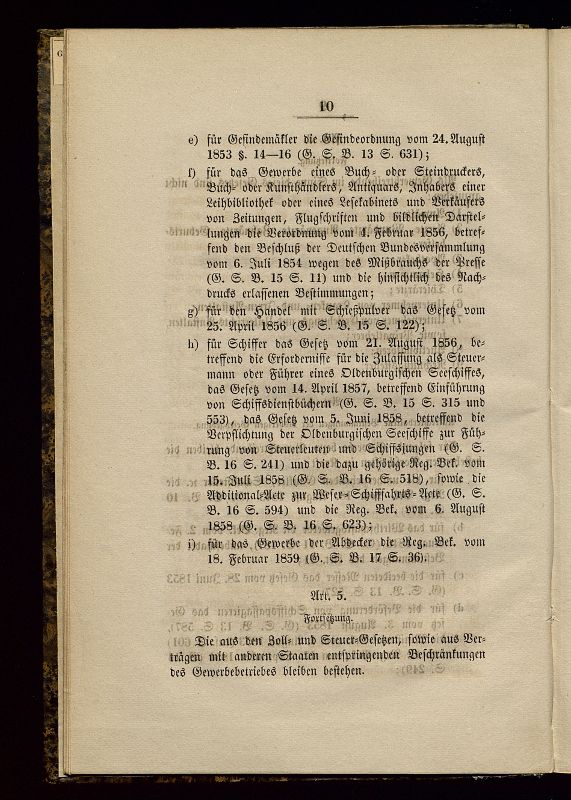 10
e) für Gesindemäkler die Gesindeordnung vom 24. August
1853 §. 14—16 (G. S. B. 13 S. 631);
f) für das Gewerbe eines Buch- oder Steindruckers,
Buch- oder Kunsthändlers, Antiquars, Inhabers einer
Leihbibliothek oder eines Lesekabinets und Verkäufers
von Zeitungen, Flugschriften und bildlichen Darstel-
lungen die Verordnung vom 4. Februar 1856, betref-
fend den Beschluß der Deutschen Bundesversammlung
vom 6. Juli 1854 wegen des Mißbrauchs der Presse
(G. S. B. 15 S. 11) und die hinsichtlich des Nach-
drucks erlassenen Bestimmungen;
g) für den Handel mit Schießpulver das Gesetz vom
25. April 1856 (G. S. B. 15 S. 122);
h) für Schiffer das Gesetz vom 21. August 1856, be-
treffend die Erfordernisse für die Zulassung als Steuer-
mann oder Führer eines Oldenburgischen Seeschiffes,
das Gesetz vom 14. April 1857, betreffend Einführung
von Schiffsdienstbüchern (G. S. B. 15 S. 315 und
553), das Gesetz vom 5. Juni 1858, betreffend die
Verpflichtung der Oldenburgischen Seeschiffe zur Füh-
rung von Steuerleuten und Schiffsjungen (G. S.
B. 16 S. 241) und die dazu gehörige Reg. Bek. vom
15. Juli 1858 (G. S. B. 16 S. 518), sowie die
Additional-Acte zur Weser-Schifffahrts-Acte (G. S.
B. 16 S. 594) und die Reg. Bek. vom 6. August
1858 (G. S. B. 16 S. 623);
i) für das Gewerbe der Abdecker die Reg. Bek. vom
18. Februar 1859 (G. S. B. 17 S. 36).
Art. 5.
Fortsetzung.
Die aus den Zoll- und Steuer-Gesetzen, sowie aus Ver-
trägen mit anderen Staaten entspringenden Beschränkungen
des Gewerbebetriebes bleiben bestehen.